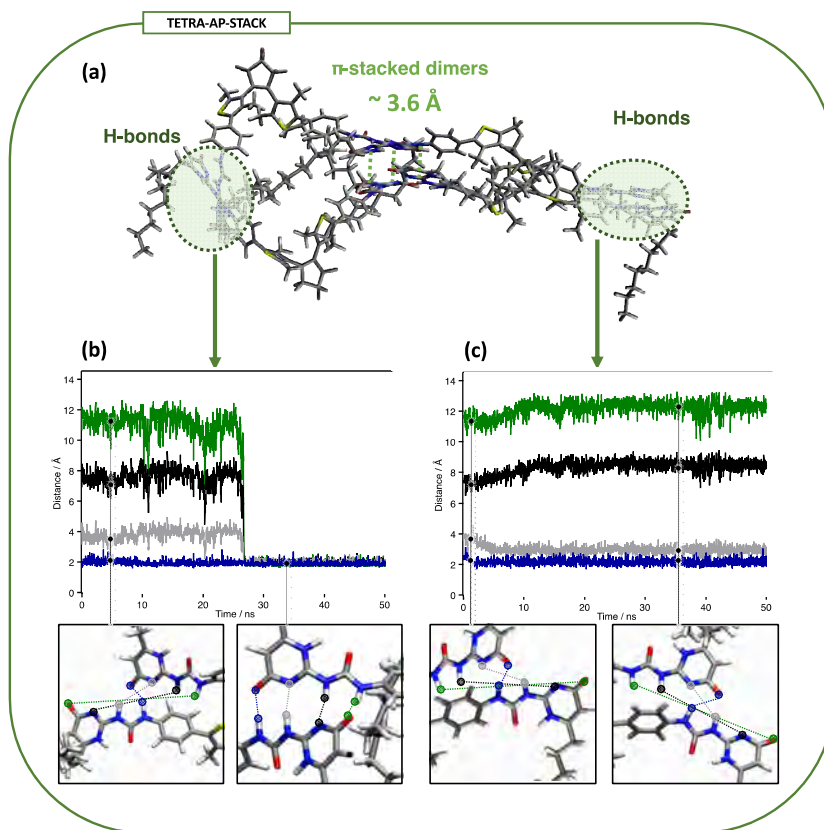 TETRA-AP-STACK
(a)
π-stacked dimers
~ 3.6 Å
H-bonds
H-bonds
(b)
(c)
14
12
10
8
6
4
2
0
Distance / Å
0
10
20
30
40
50
Time / ns
14
12
10
8
6
4
2
0
Distance / Å
0
10
20
30
40
50
Time / ns